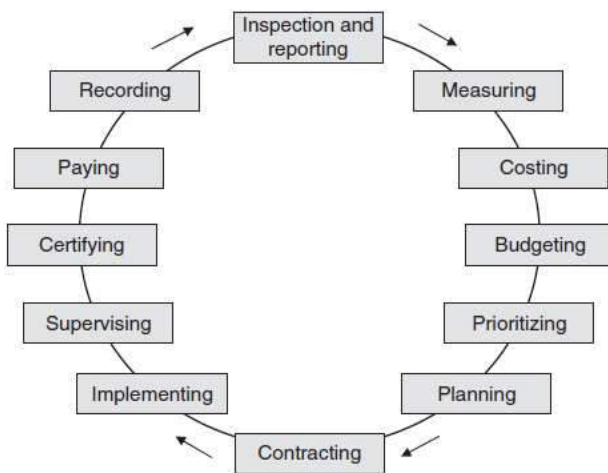 Inspection and
reporting
Measuring
Costing
Budgeting
Prioritizing
Planning
Contracting
Implementing
Supervising
Certifying
Paying
Recording